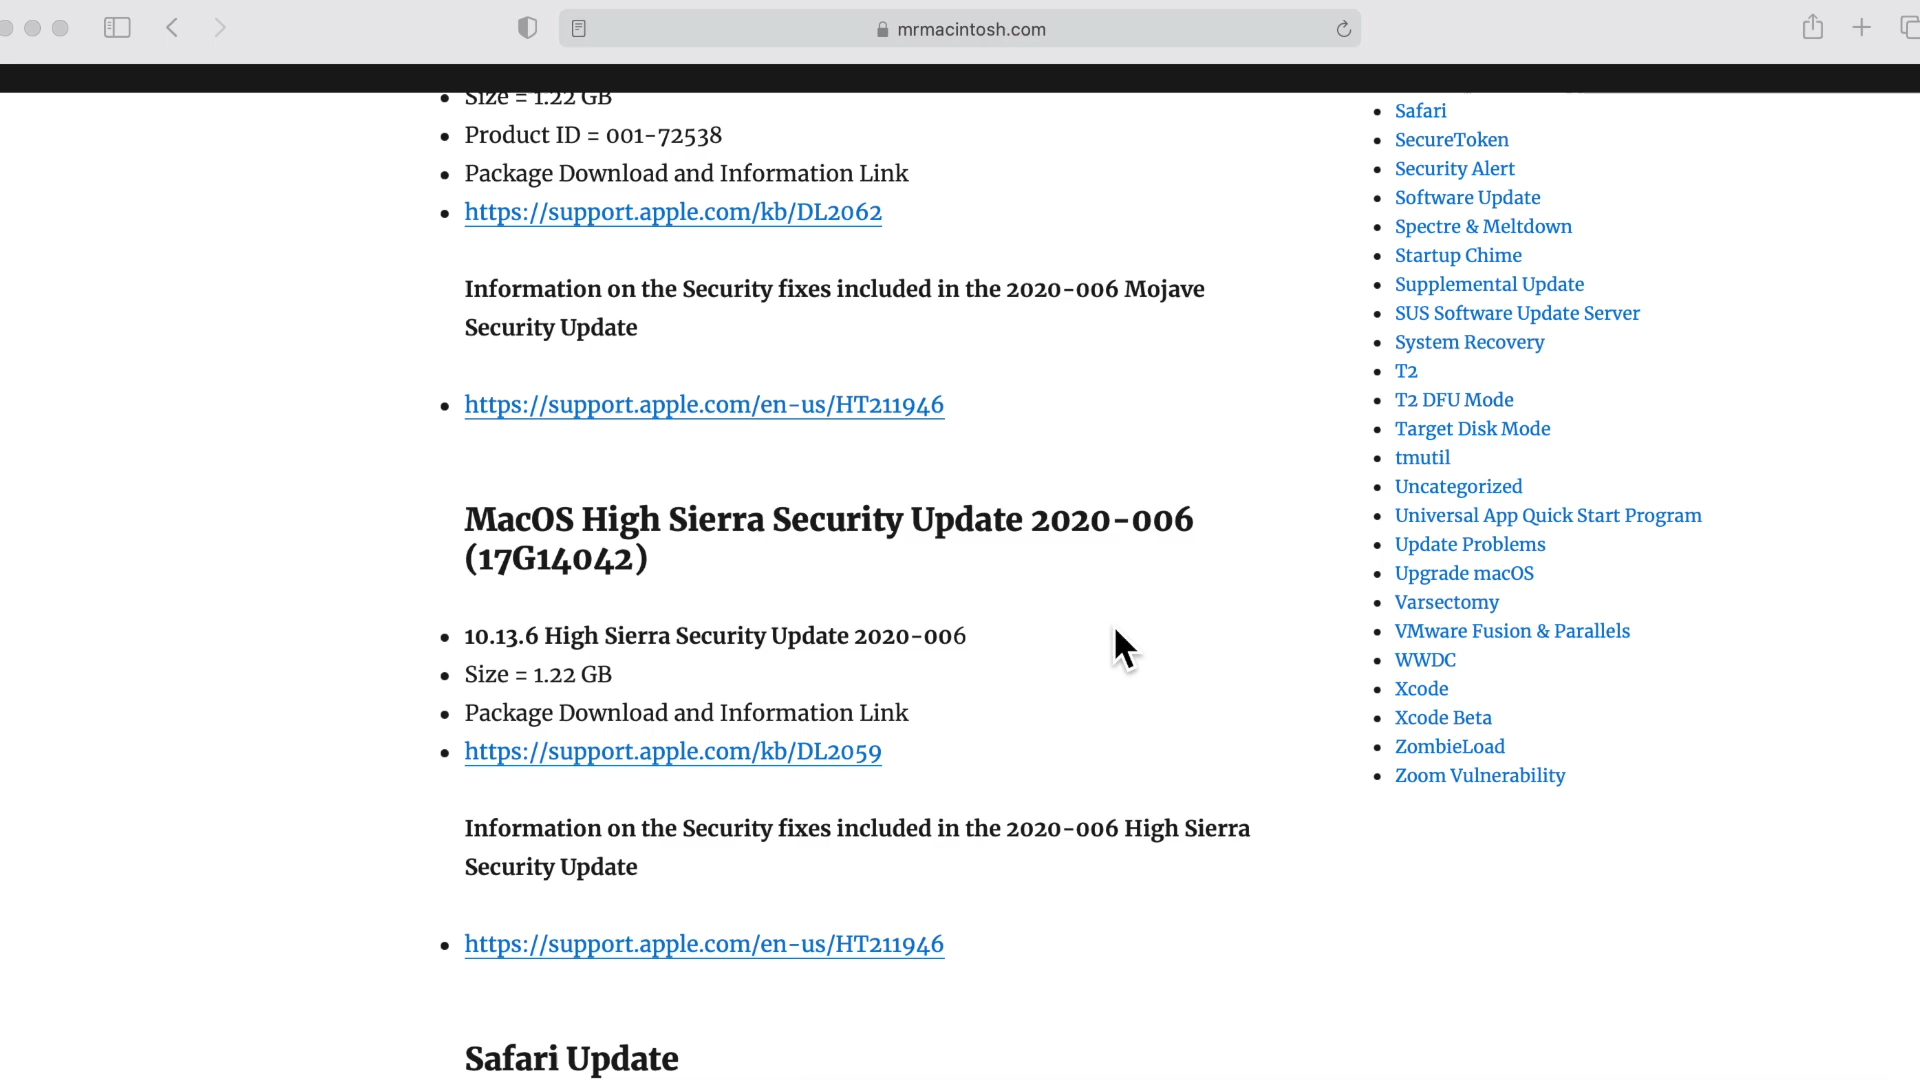 mrmacintosh.com
Size = 1.22 GB
Product ID = 001-72538
Package Download and Information Link
https://support.apple.com/kb/DL2062
Information on the Security fixes included in the 2020-006 Mojave
Security Update
https://support.apple.com/en-us/HT211946
MacOS High Sierra Security Update 2020-006
(17G14042)
10.13.6 High Sierra Security Update 2020-006
Size = 1.22 GB
Package Download and Information Link
https://support.apple.com/kb/DL2059
Information on the Security fixes included in the 2020-006 High Sierra
Security Update
https://support.apple.com/en-us/HT211946
Safari Update
Safari
SecureToken
Security Alert
Software Update
Spectre & Meltdown
Startup Chime
Supplemental Update
SUS Software Update Server
System Recovery
T2
T2 DFU Mode
Target Disk Mode
tmutil
Uncategorized
Universal App Quick Start Program
Update Problems
Upgrade macOS
Varsectomy
VMware Fusion & Parallels
WWDC
Xcode
Xcode Beta
ZombieLoad
Zoom Vulnerability